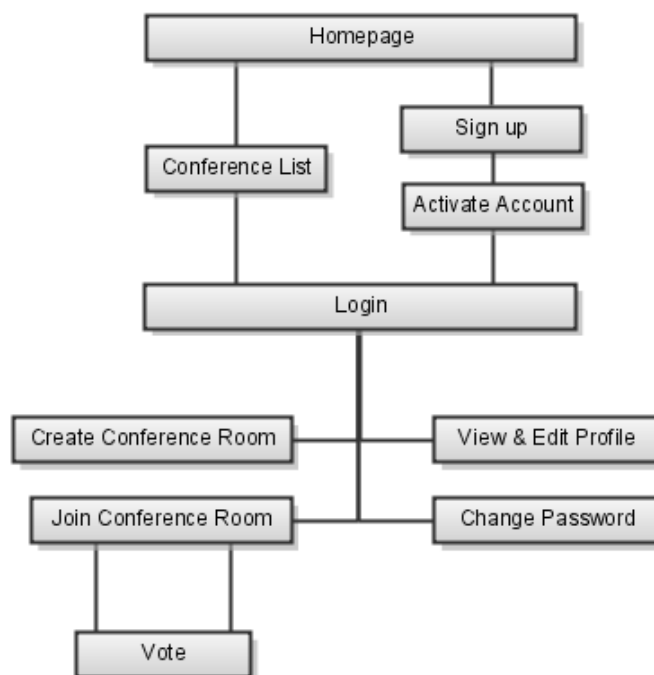 Homepage
Sign up
Conference List
Activate Account
Login
Create Conference Room
View & Edit Profile
Join Conference Room
Change Password
Vote